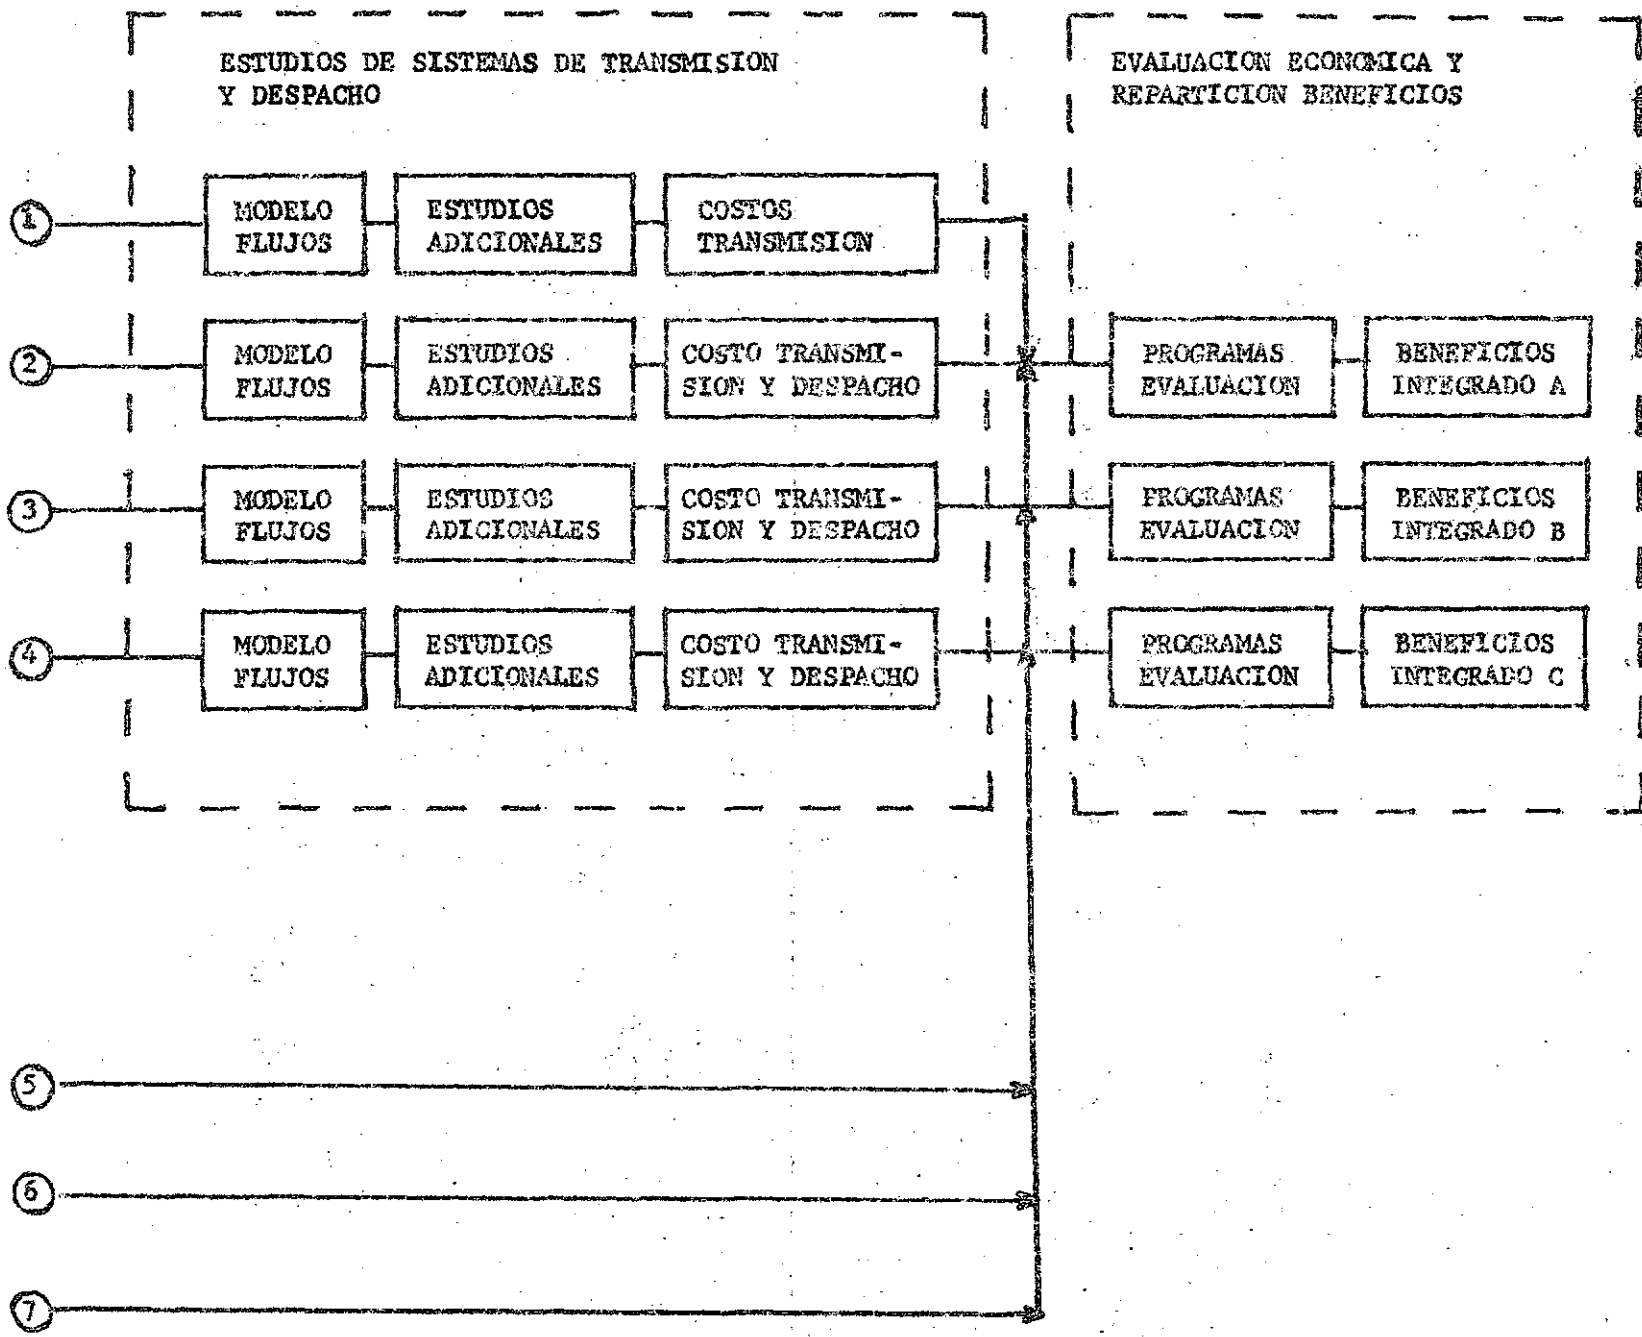 ESTUDIOS DE SISTEMAS DE TRANSMISION
Y DESPACHO
EVALUACION ECONOMICA Y
REPARTICION BENEFICIOS
1
MODELO
FLUJOS
ESTUDIOS
ADICIONALES
COSTOS
TRANSMISION
2
MODELO
FLUJOS
ESTUDIOS
ADICIONALES
COSTO TRANSMI-
SION Y DESPACHO
PROGRAMAS
EVALUACION
BENEFICIOS
INTEGRADO A
3
MODELO
FLUJOS
ESTUDIOS
ADICIONALES
COSTO TRANSMI-
SION Y DESPACHO
PROGRAMAS
EVALUACION
BENEFICIOS
INTEGRADO B
4
MODELO
FLUJOS
ESTUDIOS
ADICIONALES
COSTO TRANSMI-
SION Y DESPACHO
PROGRAMAS
EVALUACION
BENEFICIOS
INTEGRADO C
5
6
7